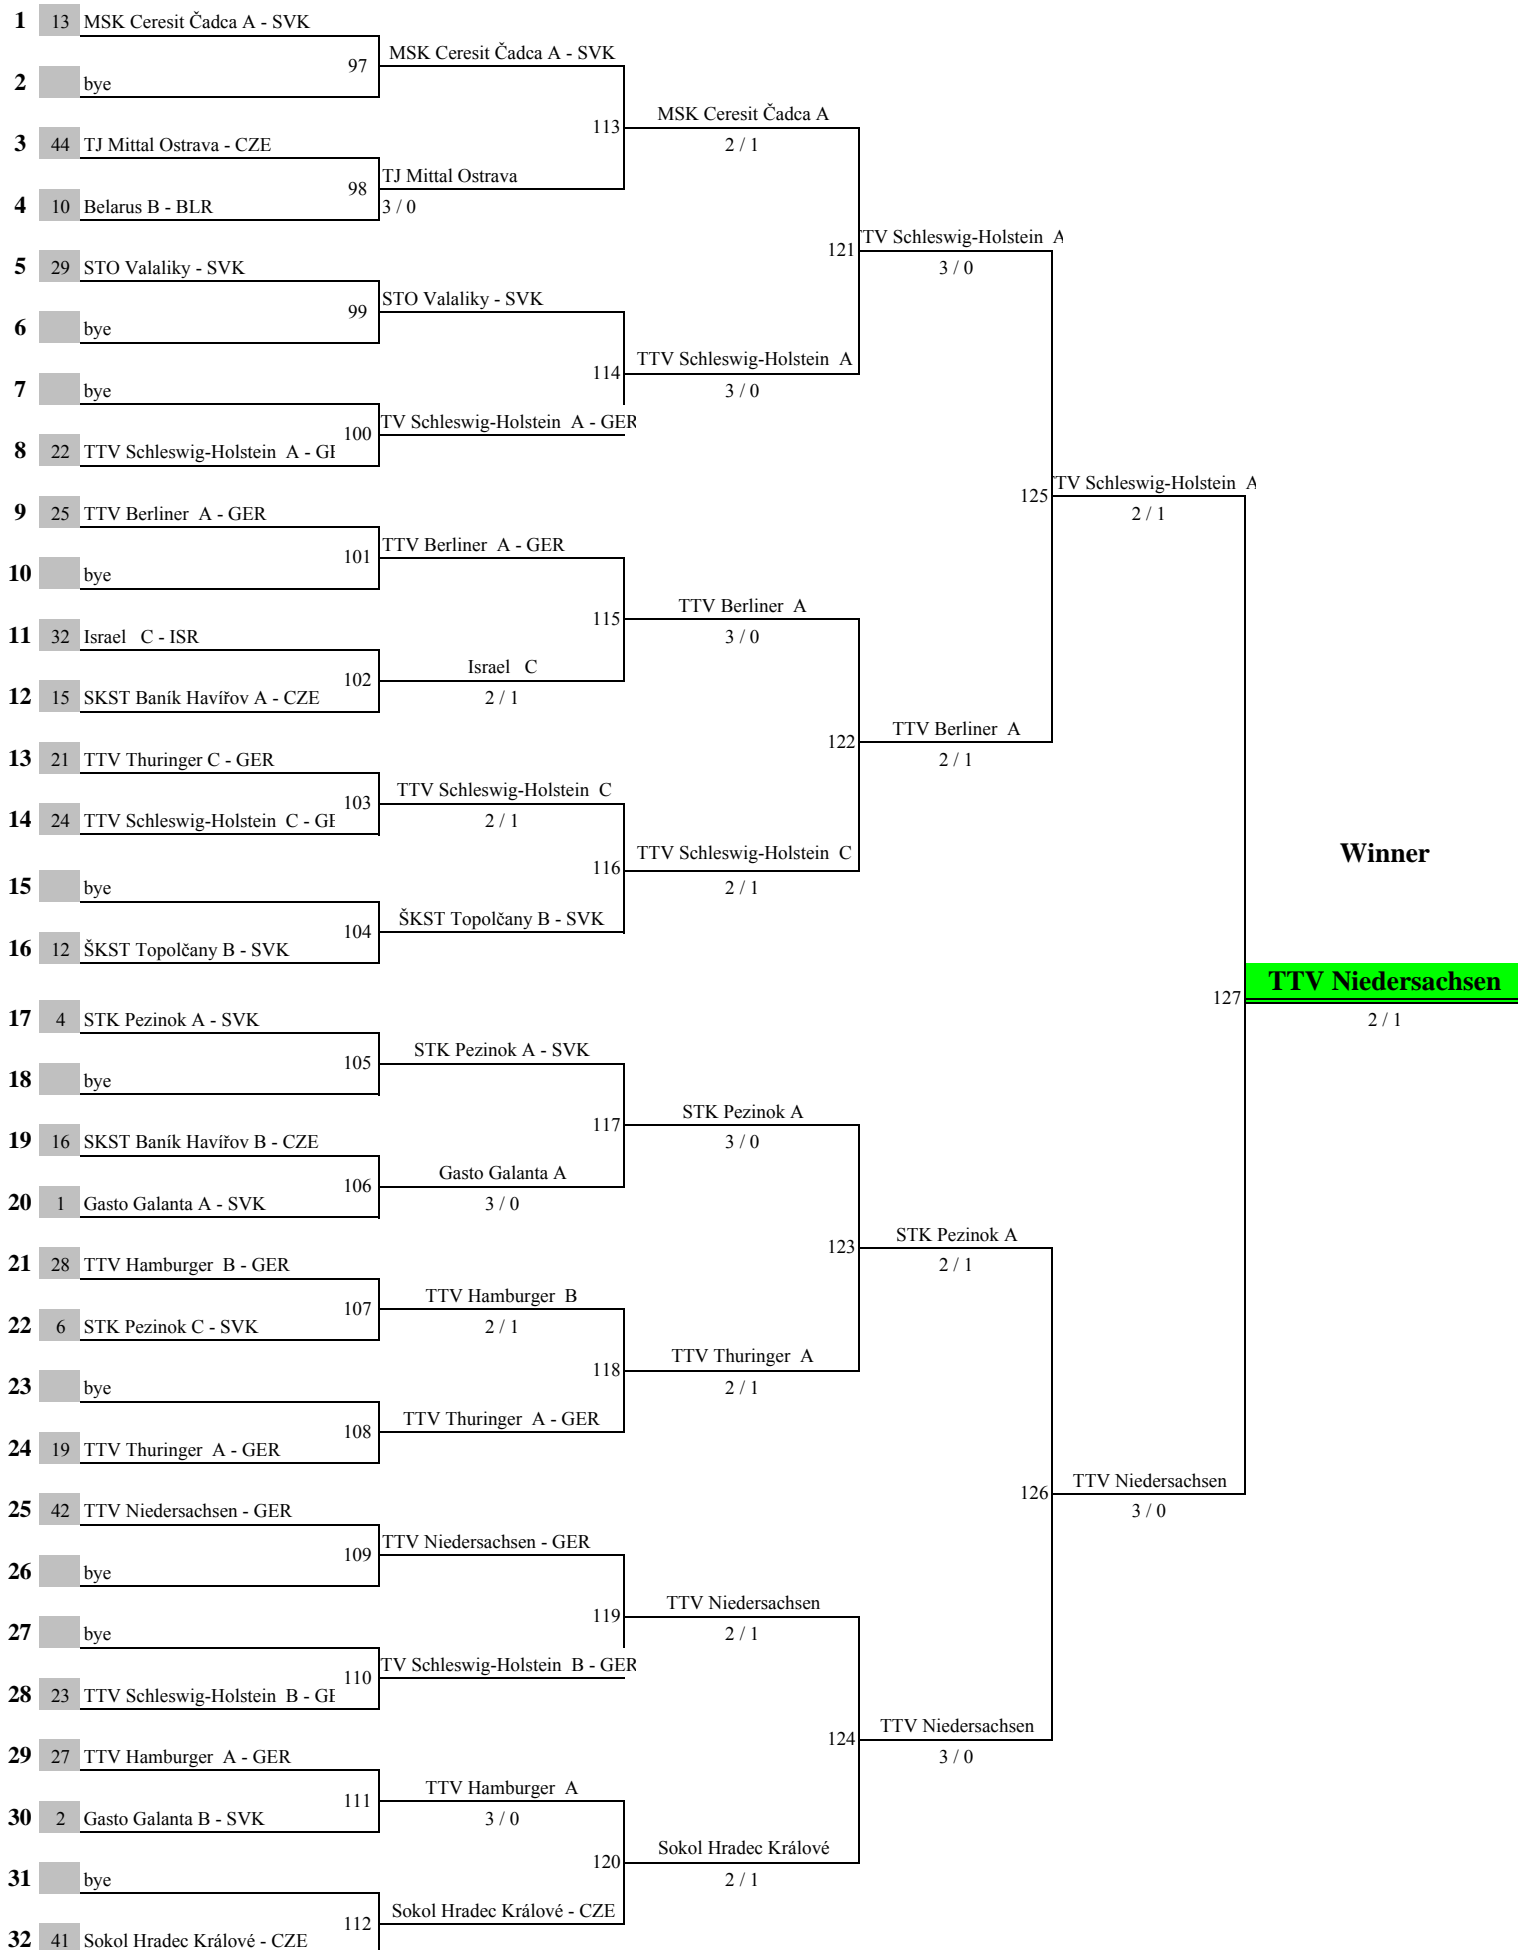 1 13 MSK Ceresit Čadca A - SVK
MSK Ceresit Čadca A - SVK
97
2 bye
MSK Ceresit Čadca A
113
2 / 1
3 44 TJ Mittal Ostrava - CZE
TJ Mittal Ostrava
98
3 / 0
4 10 Belarus B - BLR
TTV Schleswig-Holstein A
121
3 / 0
5 29 STO Valaliky - SVK
STO Valaliky - SVK
99
6 bye
TTV Schleswig-Holstein A
114
3 / 0
7 bye
TV Schleswig-Holstein A - GER
100
8 22 TTV Schleswig-Holstein A - GE
TTV Schleswig-Holstein A
125
2 / 1
9 25 TTV Berliner A - GER
TTV Berliner A - GER
101
10 bye
TTV Berliner A
115
3 / 0
11 32 Israel C - ISR
Israel C
102
2 / 1
12 15 SKST Baník Havířov A - CZE
TTV Berliner A
122
2 / 1
13 21 TTV Thuringer C - GER
TTV Schleswig-Holstein C
103
2 / 1
14 24 TTV Schleswig-Holstein C - GE
TTV Schleswig-Holstein C
116
2 / 1
Winner
15 bye
ŠKST Topolčany B - SVK
104
16 12 ŠKST Topolčany B - SVK
TTV Niedersachsen
127
2 / 1
17 4 STK Pezinok A - SVK
STK Pezinok A - SVK
105
18 bye
STK Pezinok A
117
3 / 0
19 16 SKST Baník Havířov B - CZE
Gasto Galanta A
106
3 / 0
20 1 Gasto Galanta A - SVK
STK Pezinok A
123
2 / 1
21 28 TTV Hamburger B - GER
TTV Hamburger B
107
2 / 1
22 6 STK Pezinok C - SVK
TTV Thuringer A
118
2 / 1
23 bye
TTV Thuringer A - GER
108
24 19 TTV Thuringer A - GER
TTV Niedersachsen
126
3 / 0
25 42 TTV Niedersachsen - GER
TTV Niedersachsen - GER
109
26 bye
TTV Niedersachsen
119
2 / 1
27 bye
TV Schleswig-Holstein B - GER
110
28 23 TTV Schleswig-Holstein B - GE
TTV Niedersachsen
124
3 / 0
29 27 TTV Hamburger A - GER
TTV Hamburger A
111
3 / 0
30 2 Gasto Galanta B - SVK
Sokol Hradec Králové
120
2 / 1
31 bye
Sokol Hradec Králové - CZE
112
32 41 Sokol Hradec Králové - CZE